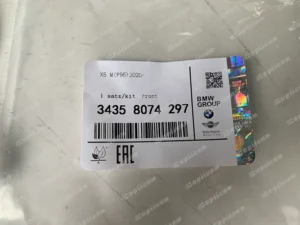 X5 M(F95)2020/
1 satz/kit front
3435 8074 297
BMW
GROUP
EAC